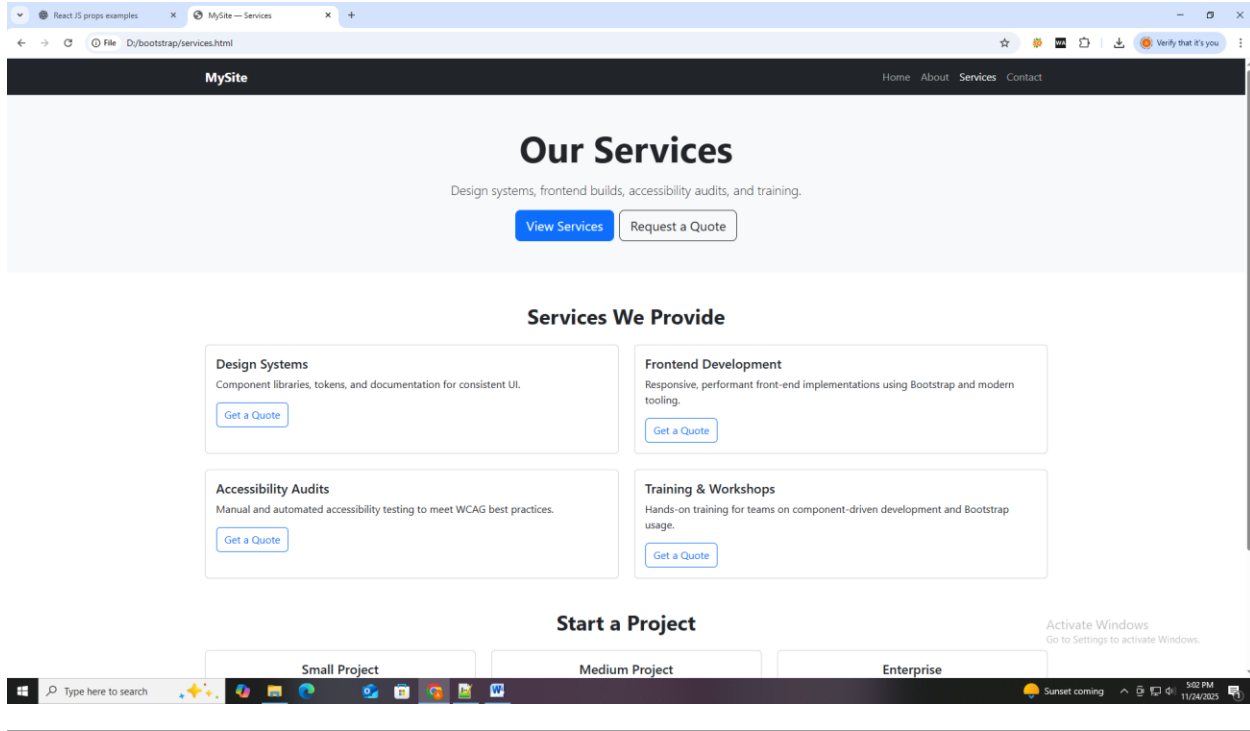 React JS props examples
MySite — Services
File D:/bootstrap/services.html
WA
Verify that it's you
MySite
Home About Services Contact
Our Services
Design systems, frontend builds, accessibility audits, and training.
View Services Request a Quote
Services We Provide
Design Systems
Component libraries, tokens, and documentation for consistent UI.
Get a Quote
Frontend Development
Responsive, performant front-end implementations using Bootstrap and modern
tooling.
Get a Quote
Accessibility Audits
Manual and automated accessibility testing to meet WCAG best practices.
Get a Quote
Training & Workshops
Hands-on training for teams on component-driven development and Bootstrap
usage.
Get a Quote
Start a Project
Small Project
Medium Project
Enterprise
Activate Windows
Go to Settings to activate Windows.
Type here to search
Sunset coming
5:02 PM
11/24/2025